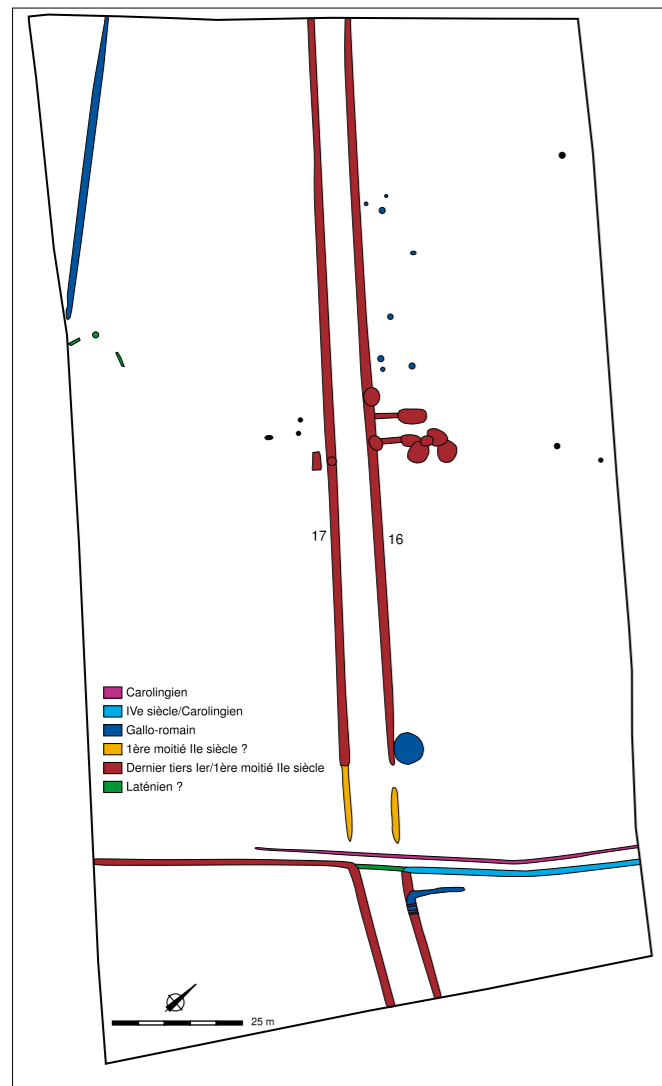 17
16
Carolingien
IVe siècle/Carolingien
Gallo-romain
1ère moitié IIe siècle ?
Dernier tiers Ier/1ère moitié IIe siècle
Laténien ?
25 m